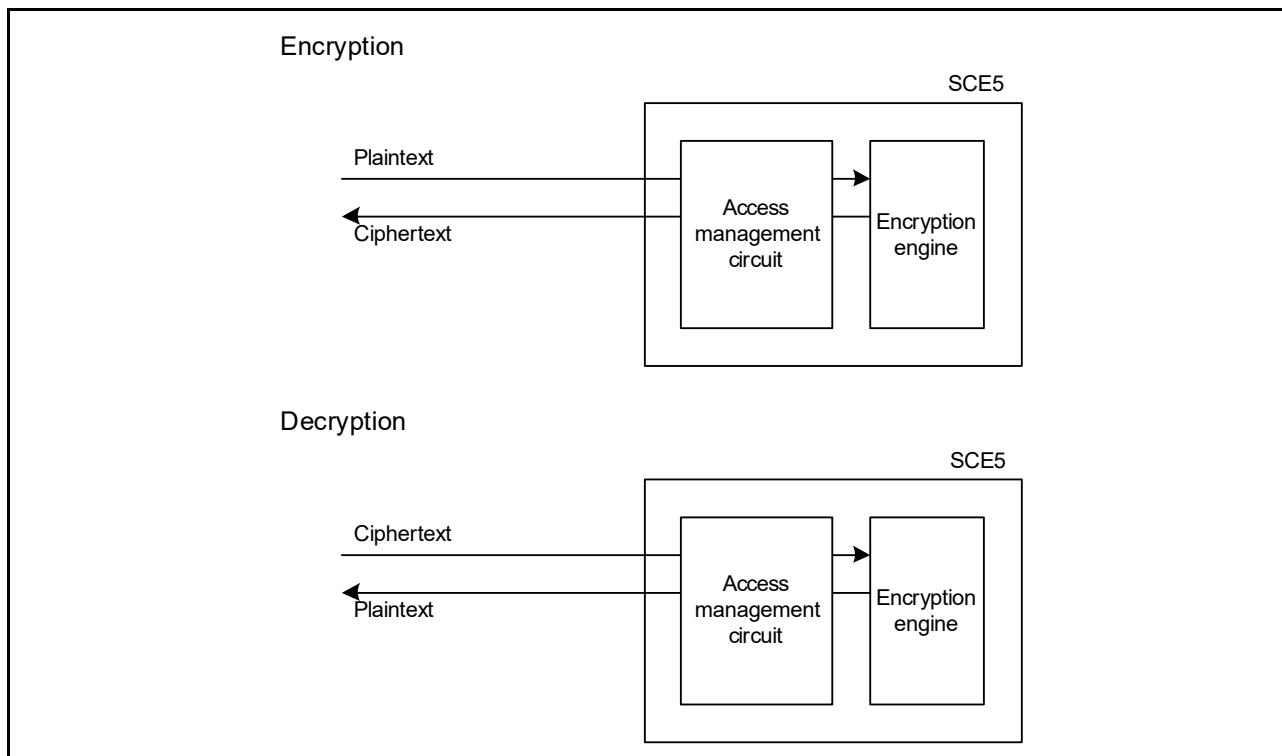 Encryption
SCE5
Plaintext
Ciphertext
Access
management
circuit
Encryption
engine
Decryption
SCE5
Ciphertext
Plaintext
Access
management
circuit
Encryption
engine